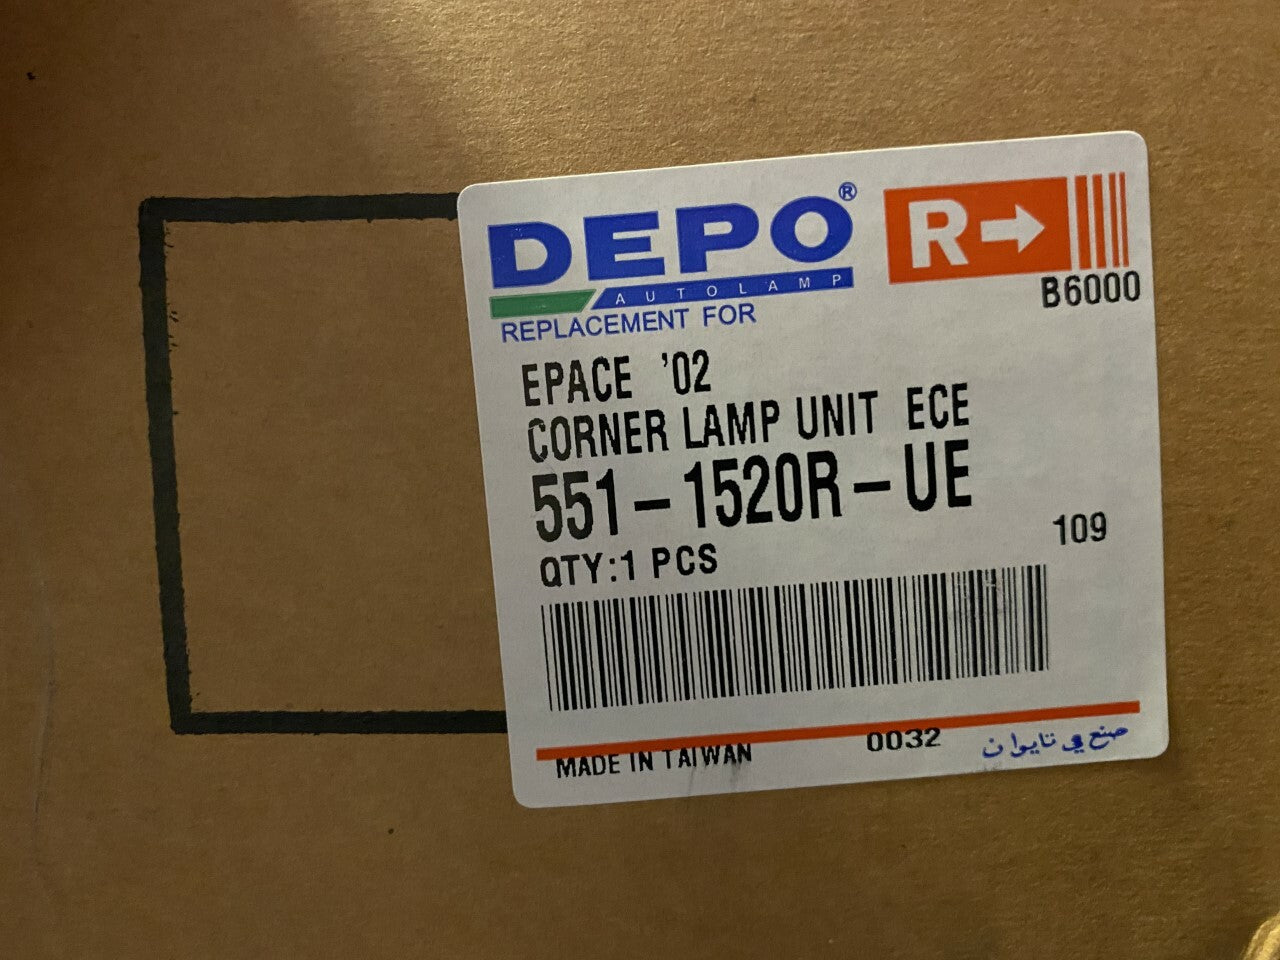 DEPO®
AUTOLAMP
REPLACEMENT FOR
R
B6000
EPACE '02
CORNER LAMP UNIT ECE
551-1520R-UE
109
QTY:1 PCS
MADE IN TAIWAN
0032
صنع في تايوان